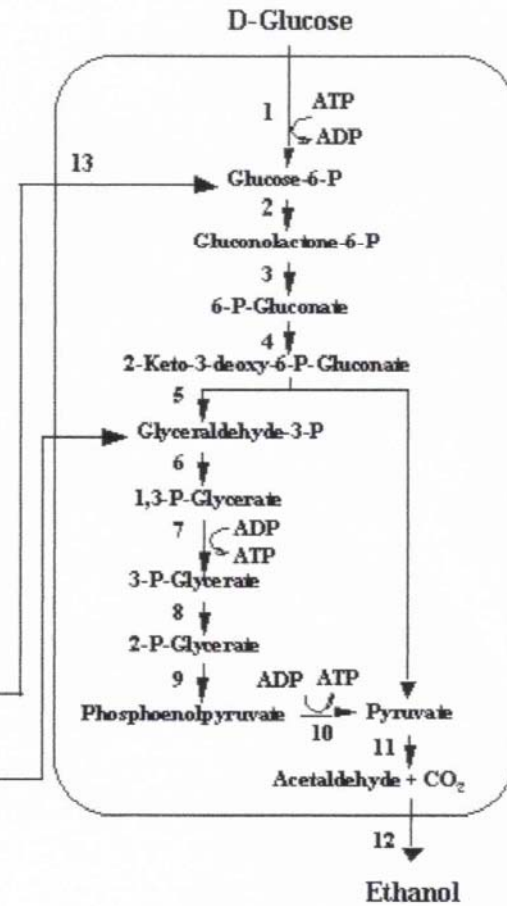 D-Glucose
1
ATP
ADP
13
Glucose-6-P
2
Gluconolactone-6-P
3
6-P-Gluconate
4
2-Keto-3-deoxy-6-P-Gluconate
5
Glyceraldehyde-3-P
6
1,3-P-Glycerate
7
ADP
ATP
3-P-Glycerate
8
2-P-Glycerate
9
ADP ATP
Phosphoenolpyruvate
10
Pyruvate
11
Acetaldehyde + CO₂
12
Ethanol